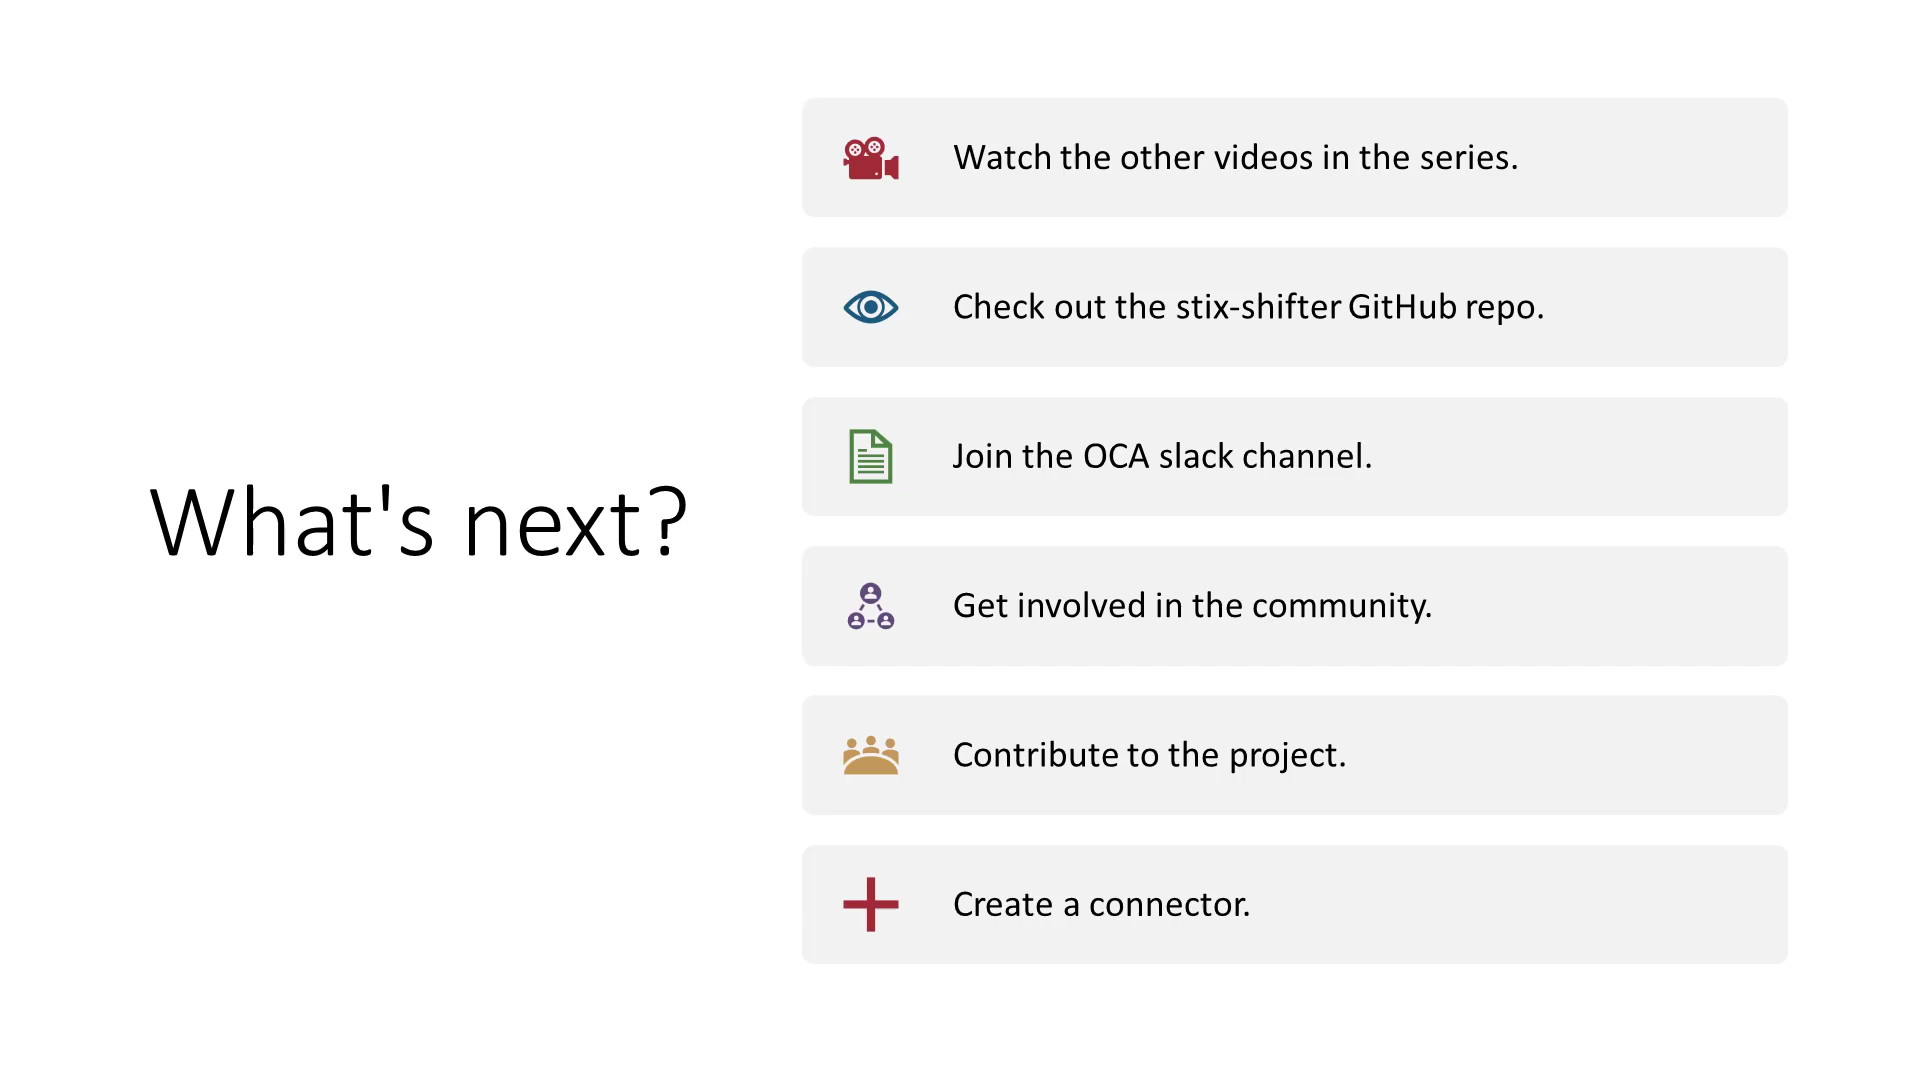 What's next?
Watch the other videos in the series.
Check out the stix-shifter GitHub repo.
Join the OCA slack channel.
Get involved in the community.
Contribute to the project.
Create a connector.